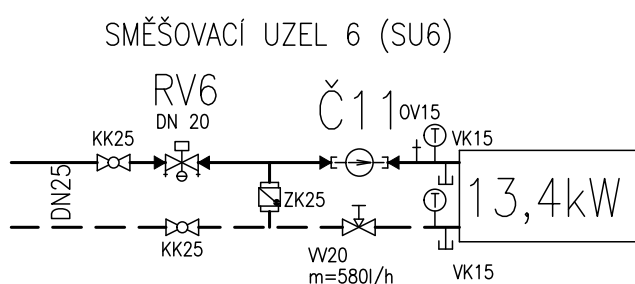 SMĚŠOVACÍ UZEL 6 (SU6)
RV6
DN 20
Č11
OV15
KK25
VK15
T
DN25
ZK25
T
13,4kW
KK25
VV20
m=580l/h
VK15